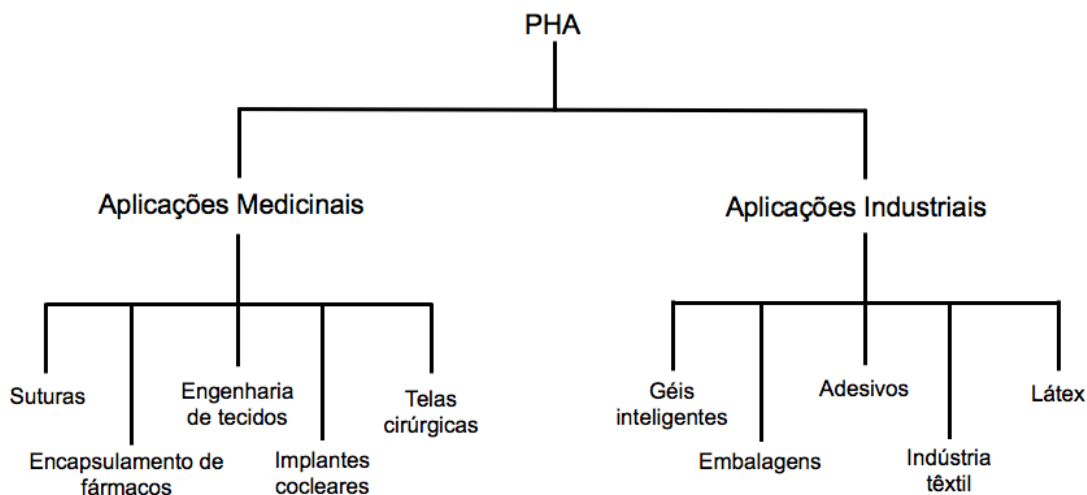 PHA
Aplicações Medicinais
Aplicações Industriais
Suturas
Encapsulamento de
fármacos
Engenharia
de tecidos
Implantes
cocleares
Telas
cirúrgicas
Géis
inteligentes
Embalagens
Adesivos
Indústria
têxtil
Látex